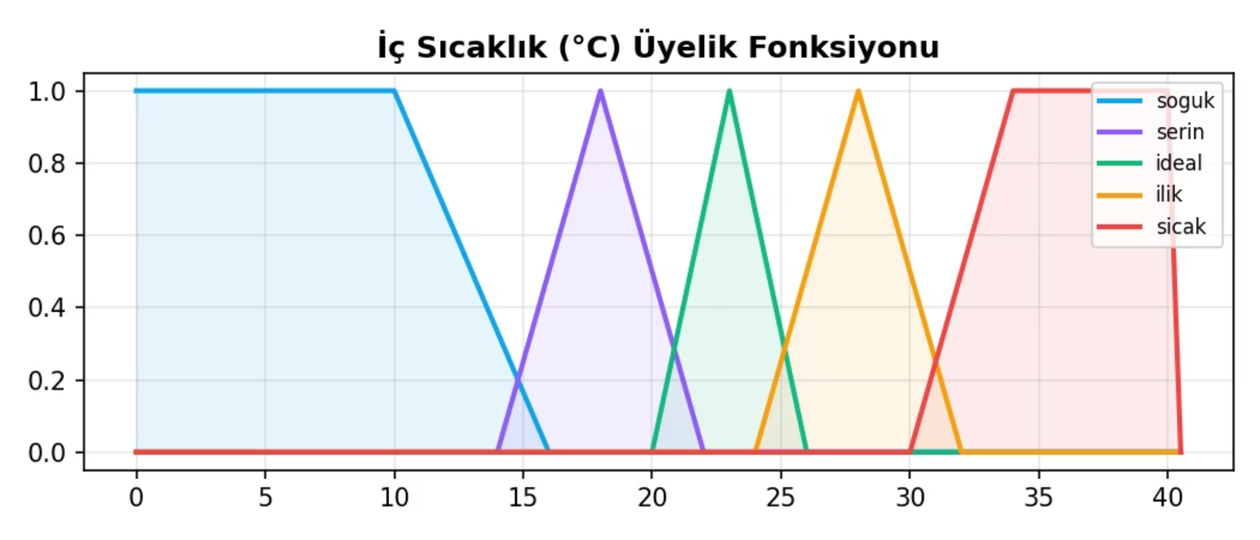 İç Sıcaklık (°C) Üyelik Fonksiyonu
1.0
0.8
0.6
0.4
0.2
0.0
0 5 10 15 20 25 30 35 40
soguk
serin
ideal
ilik
sicak